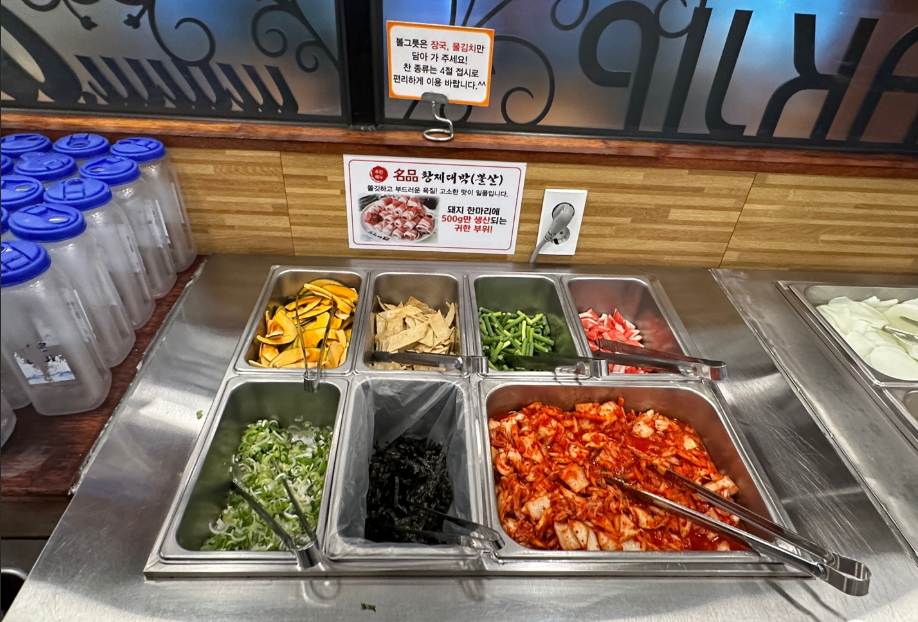 볼그릇은 장국, 물김치만
담아 가 주세요!
찬 종류는 4절 접시로
편리하게 이용 바랍니다.^^
名品 황제대박(볼살)
쫄깃하고 부드러운 육질! 고소한 맛이 일품입니다.
돼지 한마리에
500g만 생산되는
귀한 부위!